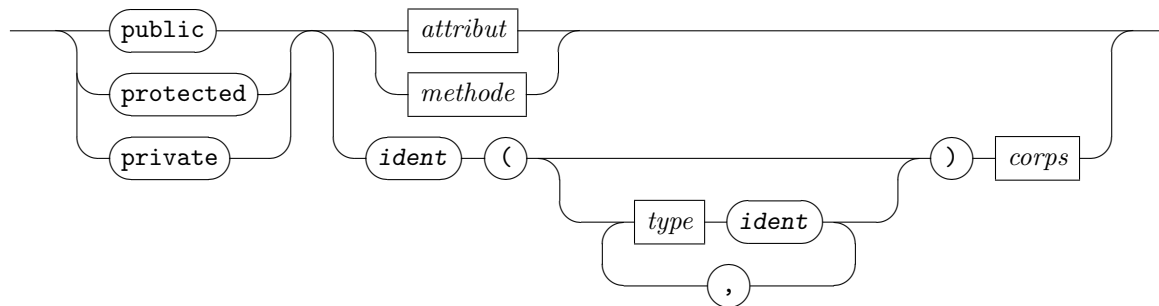 public attribut
protected methode
private ident ( ) corps
type ident
,